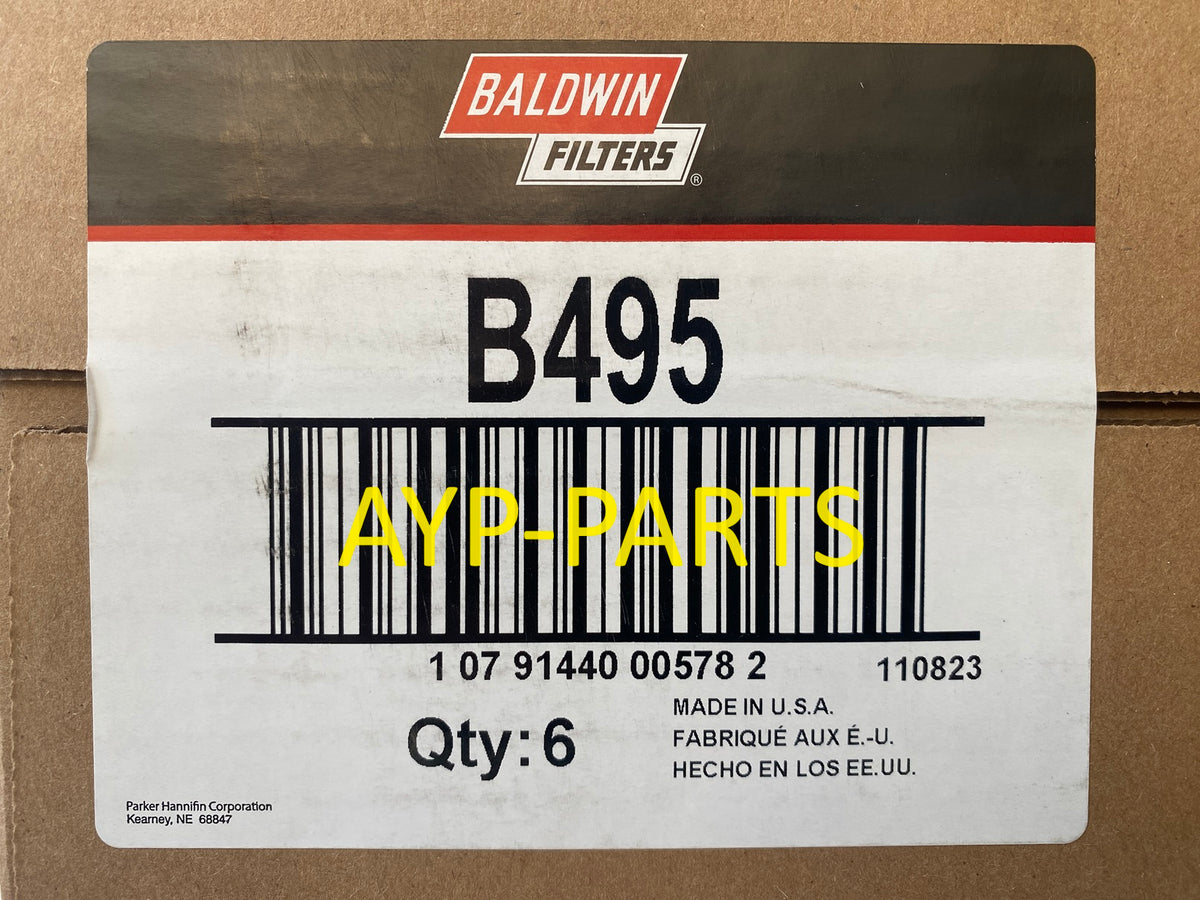 BALDWIN
FILTERS®
B495
AYP-PARTS
1 07 91440 00578 2
110823
Qty: 6
MADE IN U.S.A.
FABRIQUÉ AUX É.-U.
HECHO EN LOS EE.UU.
Parker Hannifin Corporation
Kearney, NE 68847